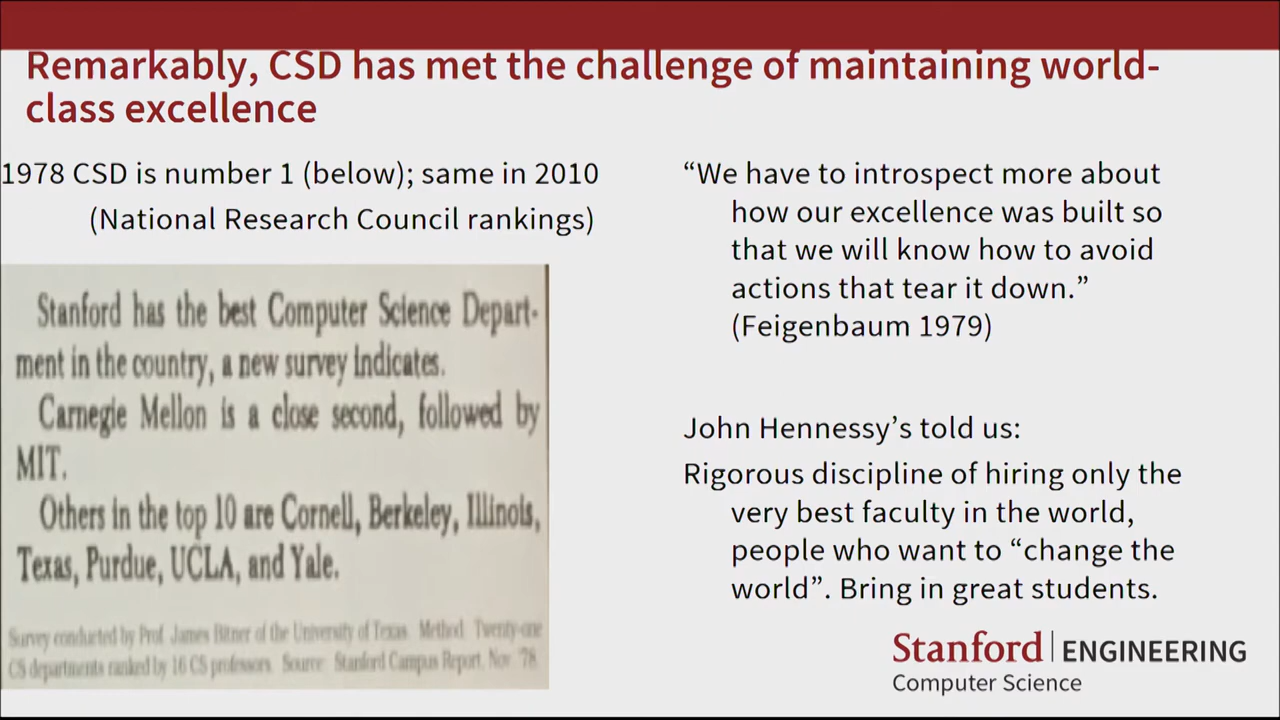 Remarkably, CSD has met the challenge of maintaining world-
class excellence
1978 CSD is number 1 (below); same in 2010
(National Research Council rankings)
Stanford has the best Computer Science Depart-
ment in the country, a new survey indicates.
Carnegie Mellon is a close second, followed by
MIT.
Others in the top 10 are Cornell, Berkeley, Illinois,
Texas, Purdue, UCLA, and Yale.
Survey conducted by Prof. James Bitner of the University of Texas. Method: Twenty-one
CS departments ranked by 16 CS professors. Source: Stanford Campus Report, Nov. '78.
“We have to introspect more about
how our excellence was built so
that we will know how to avoid
actions that tear it down.”
(Feigenbaum 1979)
John Hennessy’s told us:
Rigorous discipline of hiring only the
very best faculty in the world,
people who want to “change the
world”. Bring in great students.
Stanford | ENGINEERING
Computer Science